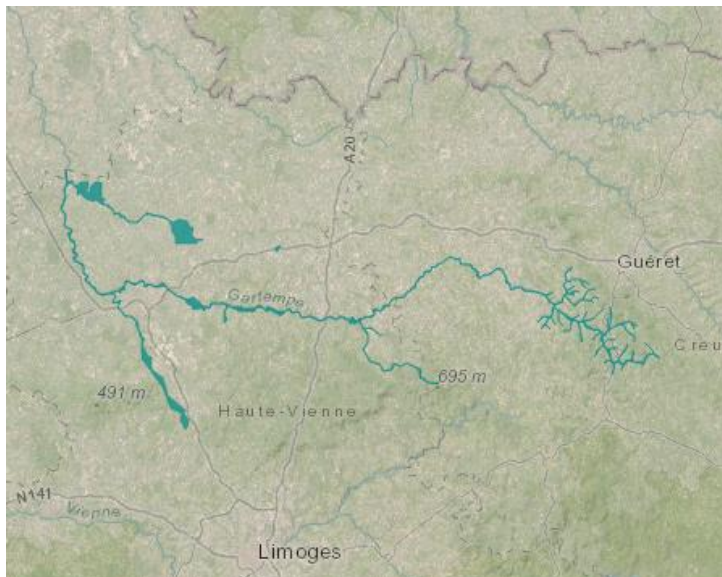 A20
Guéret
Gartempe
Creu
695 m
491 m
Haute-Vienne
N141
Vienne
Limoges